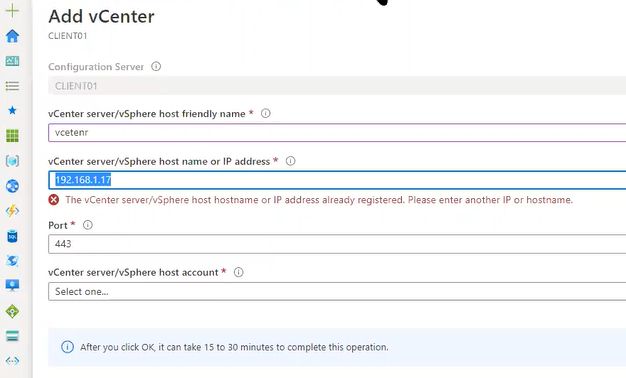 Add vCenter
CLIENT01
Configuration Server
CLIENT01
vCenter server/vSphere host friendly name *
vcetenr
vCenter server/vSphere host name or IP address *
192.168.1.17
The vCenter server/vSphere host hostname or IP address already registered. Please enter another IP or hostname.
Port *
443
vCenter server/vSphere host account *
Select one...
After you click OK, it can take 15 to 30 minutes to complete this operation.